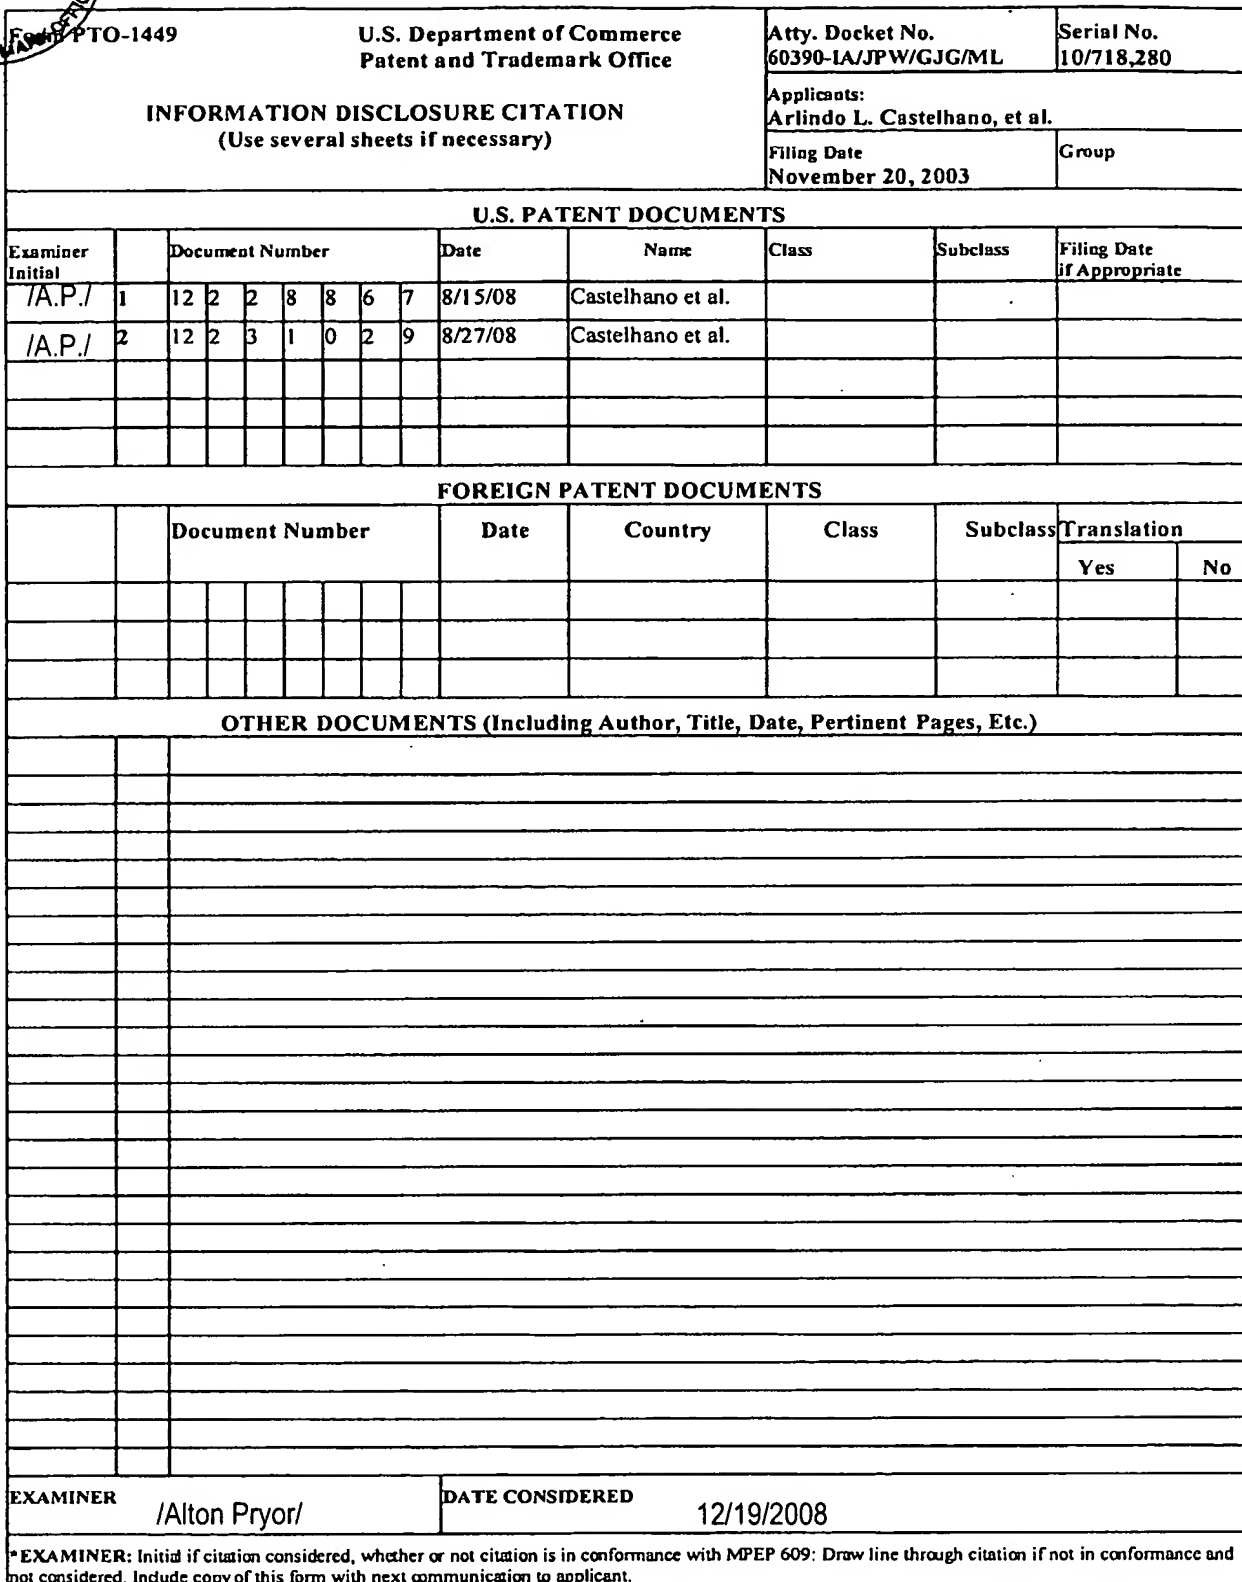 Form PTO-1449
U.S. Department of Commerce
Patent and Trademark Office
INFORMATION DISCLOSURE CITATION
(Use several sheets if necessary)
Atty. Docket No.
60390-IA/JPW/GJG/ML
Serial No.
10/718,280
Applicants:
Arlindo L. Castelhano, et al.
Filing Date
November 20, 2003
Group
U.S. PATENT DOCUMENTS
Examiner Initial Document Number Date Name Class Subclass Filing Date if Appropriate
/A.P./ 1 12 2 2 8 8 6 7 8/15/08 Castelhano et al.
/A.P./ 2 12 2 3 1 0 2 9 8/27/08 Castelhano et al.
FOREIGN PATENT DOCUMENTS
Document Number Date Country Class Subclass Translation
Yes No
OTHER DOCUMENTS (Including Author, Title, Date, Pertinent Pages, Etc.)
EXAMINER /Alton Pryor/ DATE CONSIDERED 12/19/2008
*EXAMINER: Initial if citation considered, whether or not citation is in conformance with MPEP 609: Draw line through citation if not in conformance and
not considered. Include copy of this form with next communication to applicant.